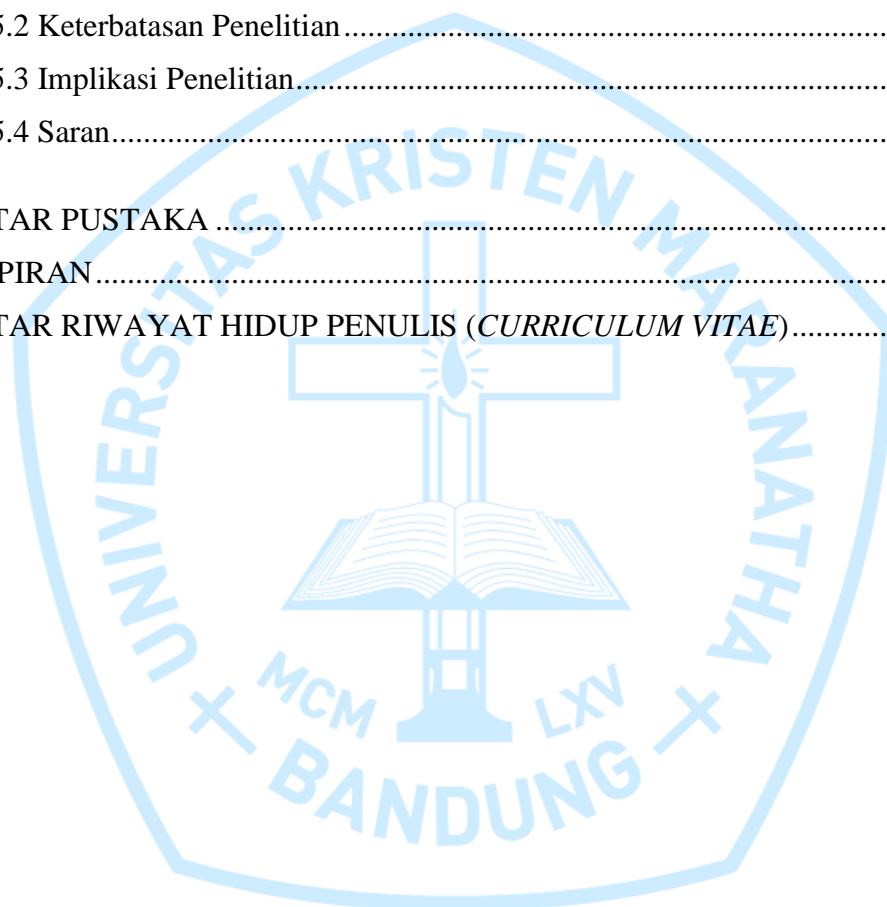 5.2 Keterbatasan Penelitian........................................................................................
5.3 Implikasi Penelitian...............................................................................................
5.4 Saran........................................................................................................................
TAR PUSTAKA ..........................................................................................................
PIRAN..........................................................................................................................
TAR RIWAYAT HIDUP PENULIS (CURRICULUM VITAE)............
UNIVERSITAS KRISTEN MARANATHA
MCM LXV
BANDUNG